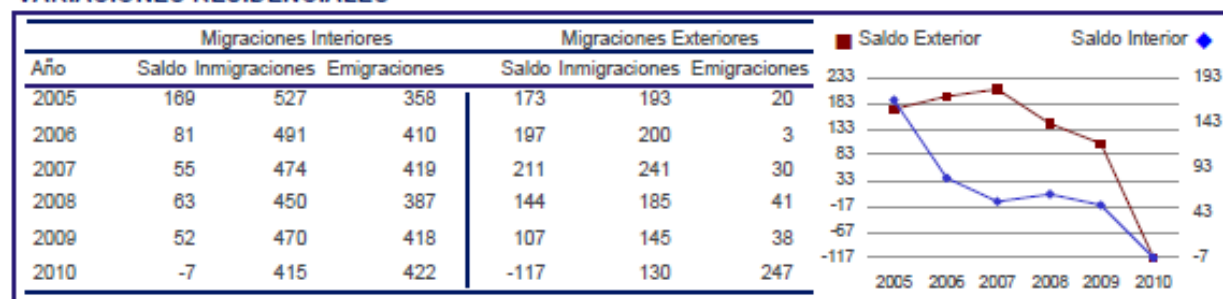 VARIACIONES RESIDENCIALES
Migraciones Interiores Migraciones Exteriores
Año Saldo Inmigraciones Emigraciones Saldo Inmigraciones Emigraciones
2005 169 527 358 173 193 20
2006 81 491 410 197 200 3
2007 55 474 419 211 241 30
2008 63 450 387 144 185 41
2009 52 470 418 107 145 38
2010 -7 415 422 -117 130 247
Saldo Exterior Saldo Interior
233 193
183
133 143
83 93
33
-17 43
-67
-117 -7
2005 2006 2007 2008 2009 2010